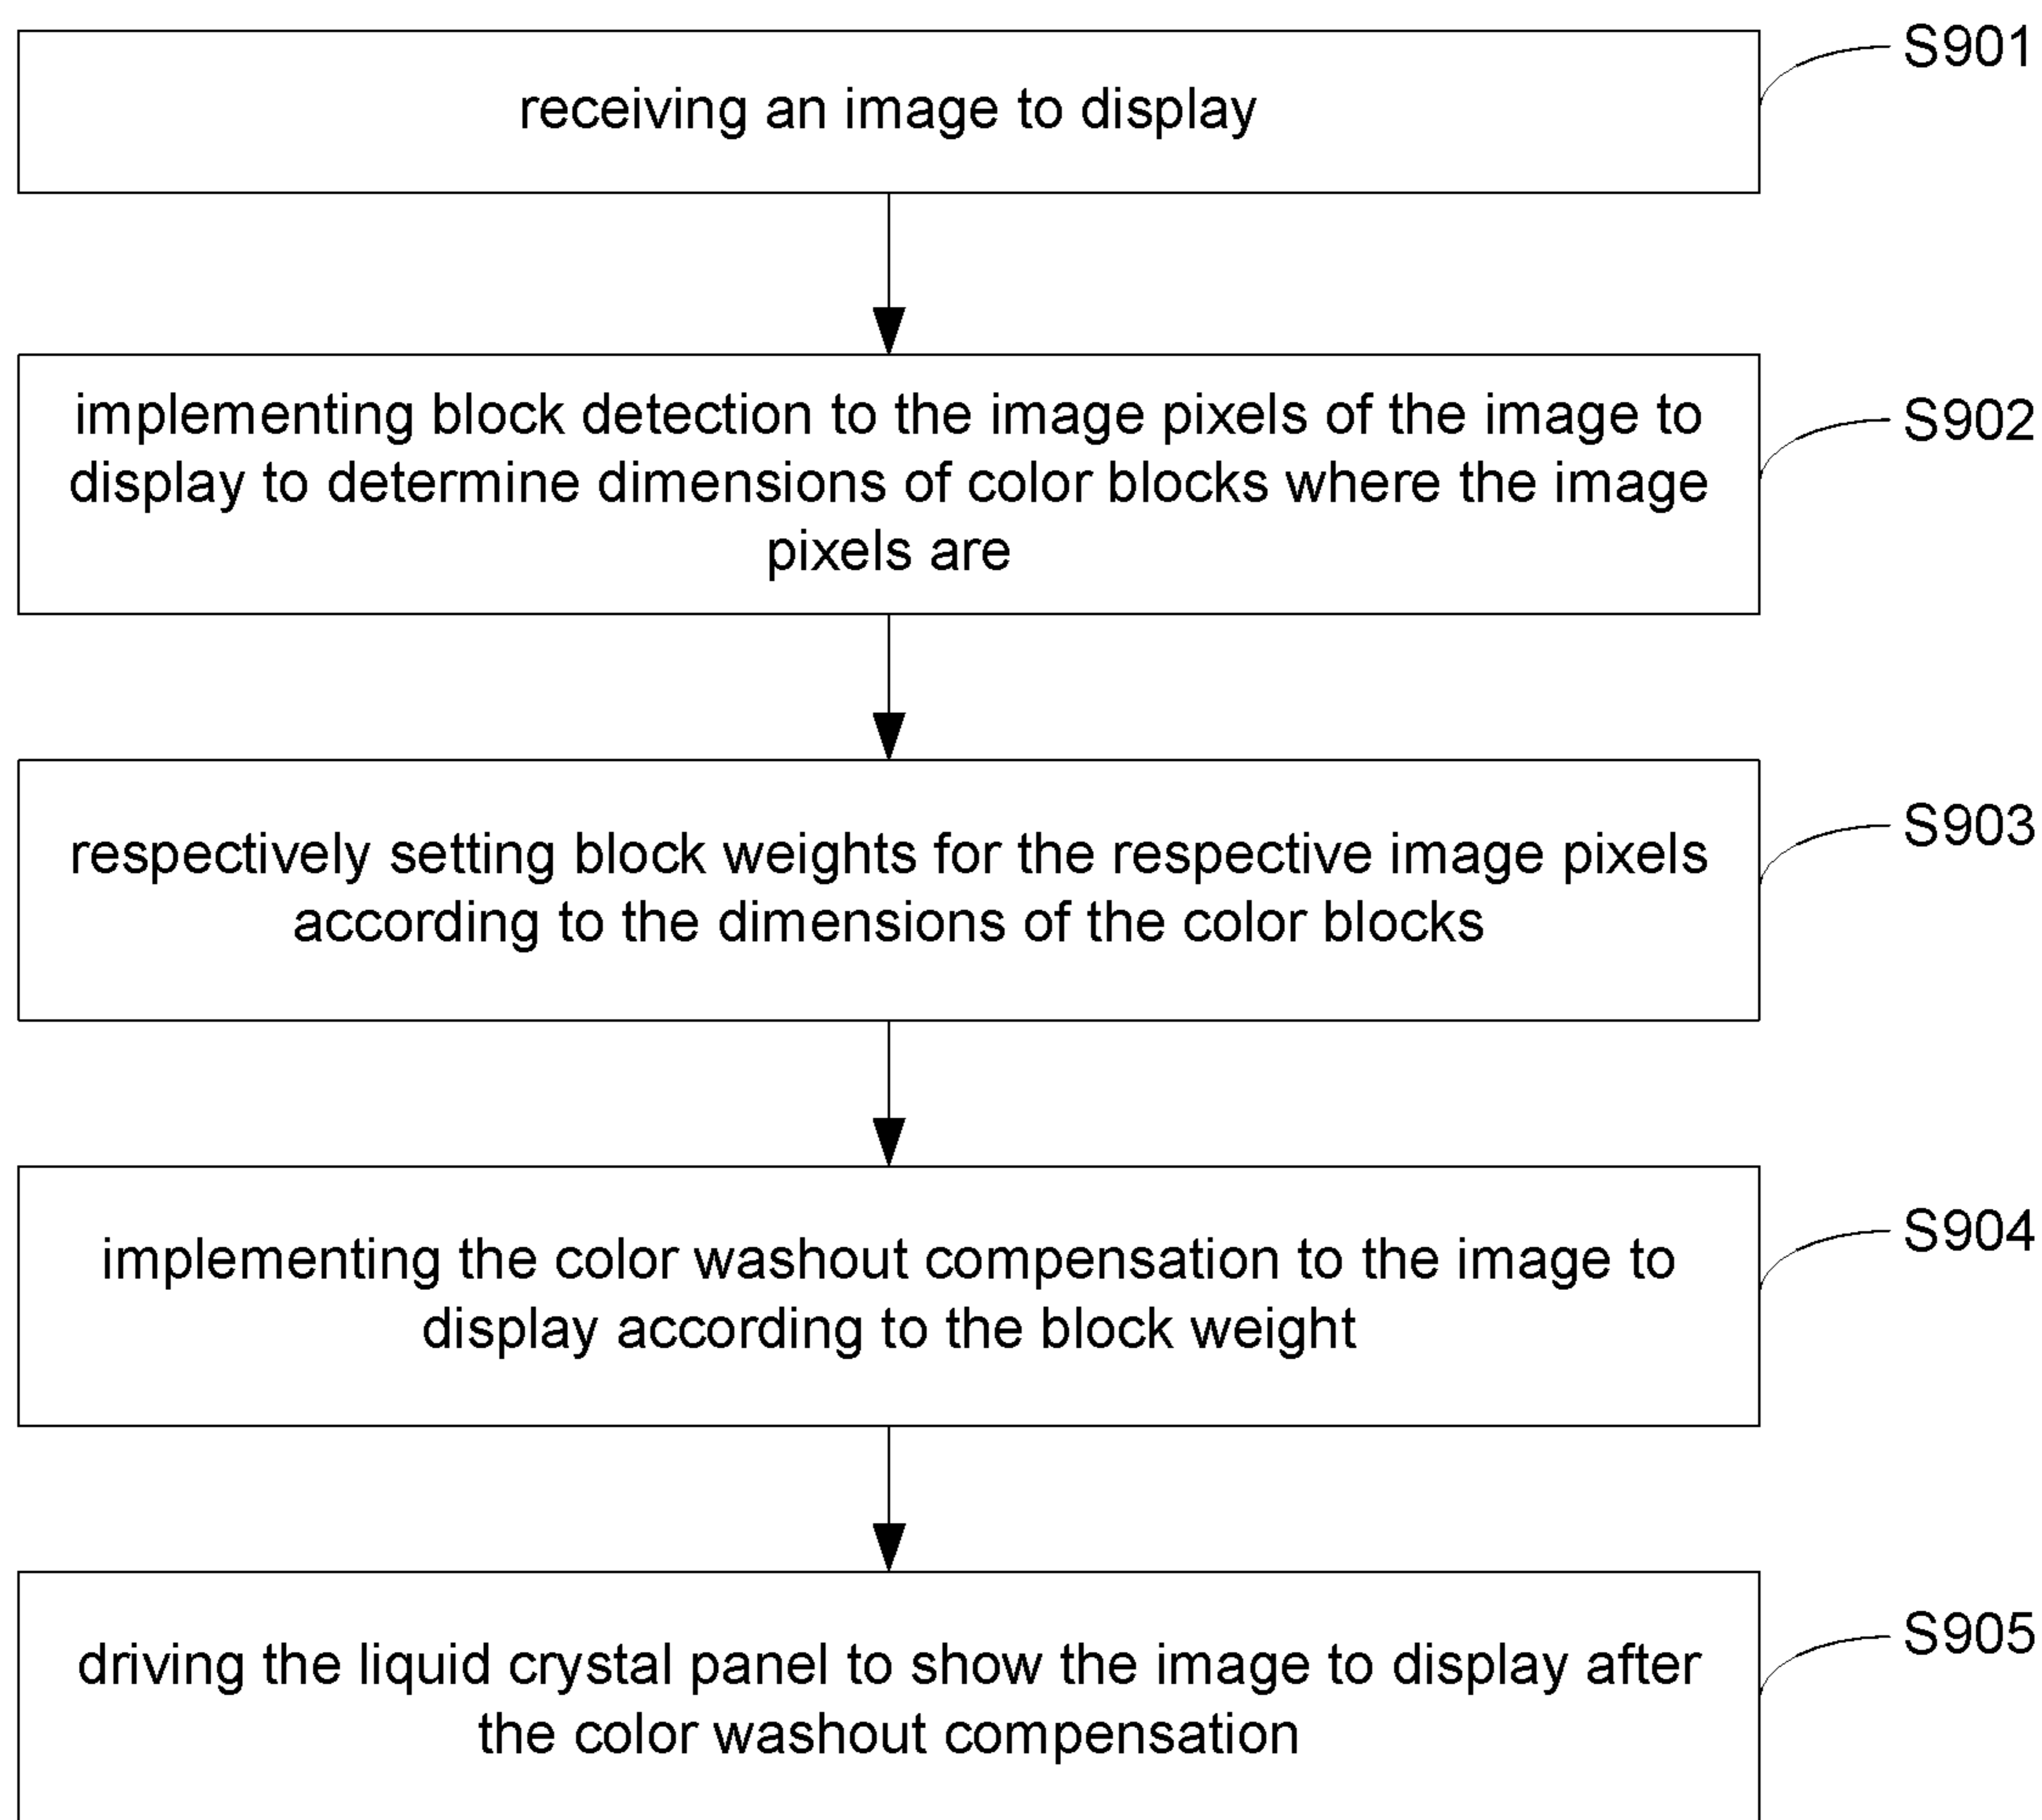 S901
receiving an image to display
implementing block detection to the image pixels of the image to
display to determine dimensions of color blocks where the image
pixels are
S902
respectively setting block weights for the respective image pixels
according to the dimensions of the color blocks
S903
implementing the color washout compensation to the image to
display according to the block weight
S904
driving the liquid crystal panel to show the image to display after
the color washout compensation
S905